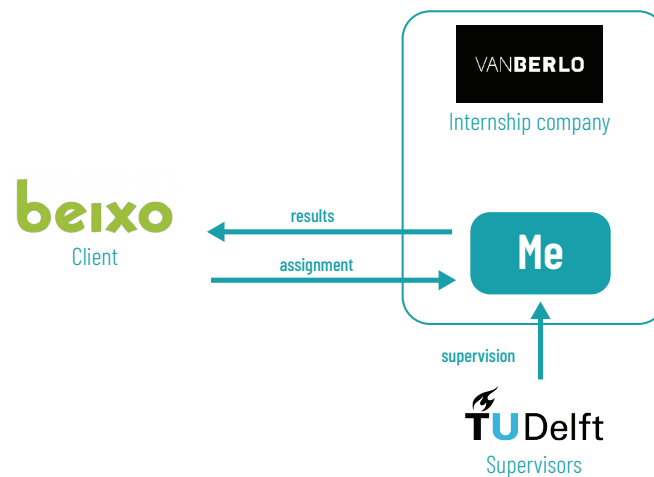 VANBERLO
Internship company
beixo
Client
results
Me
assignment
supervision
TUDelft
Supervisors